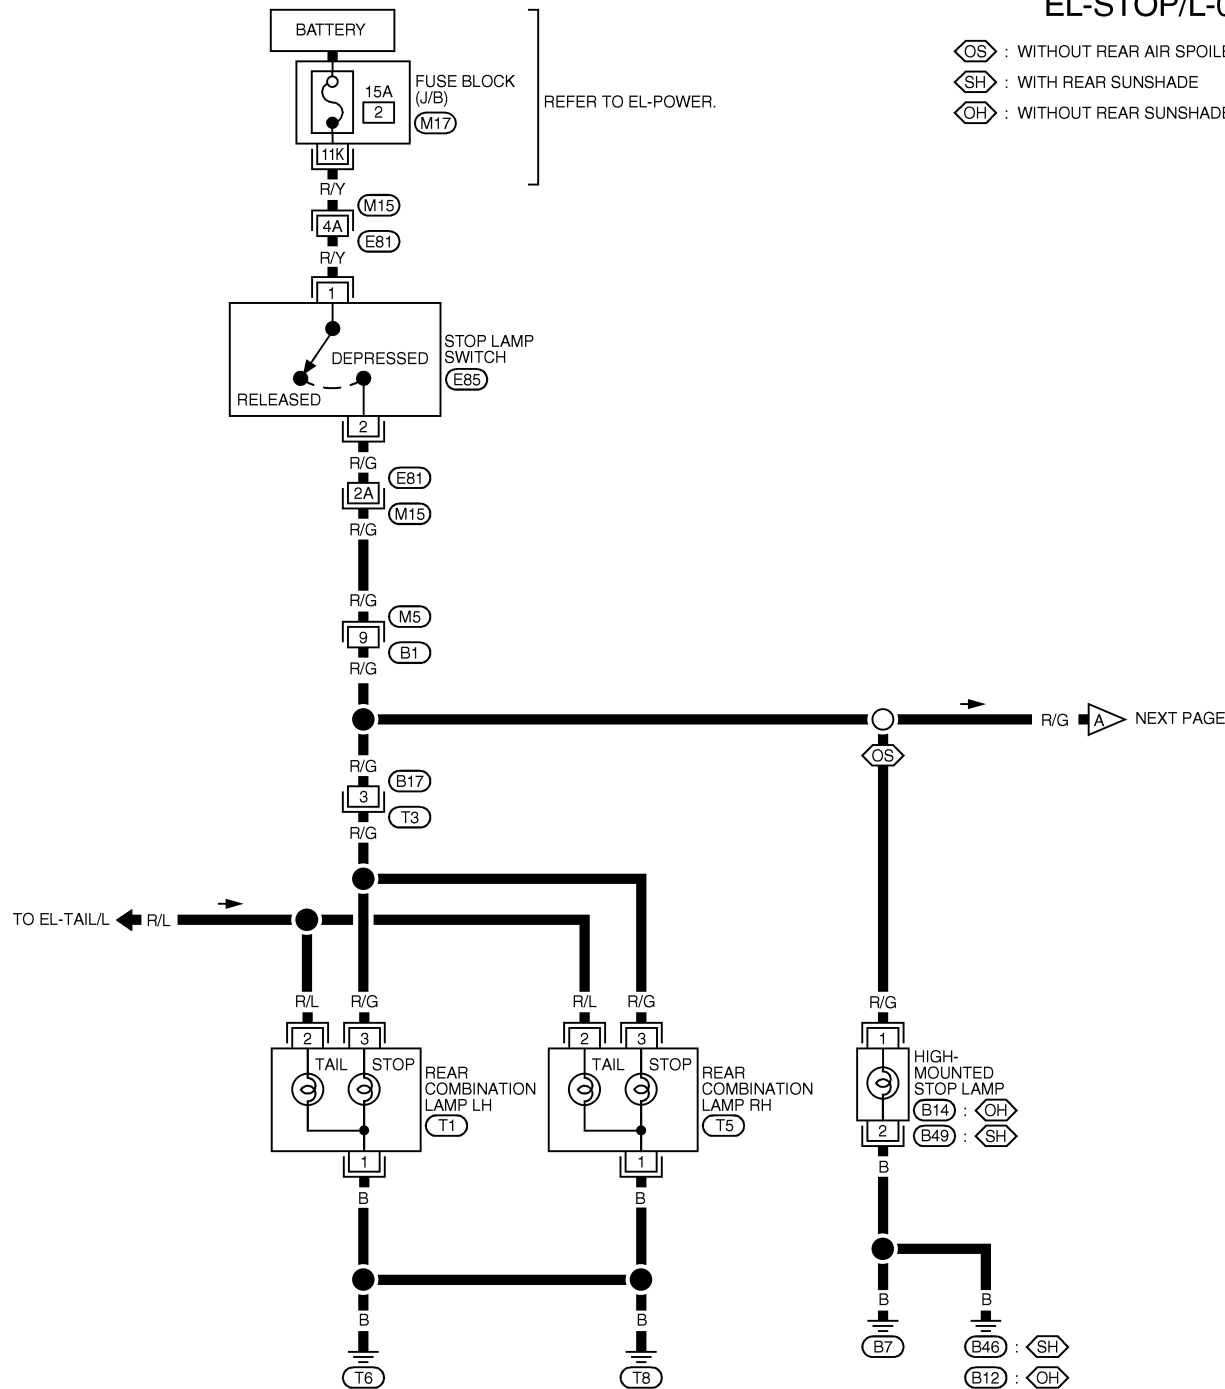 EL-STOP/L-0
BATTERY
OS : WITHOUT REAR AIR SPOILE
SH : WITH REAR SUNSHADE
OH : WITHOUT REAR SUNSHADE
15A
2
FUSE BLOCK
(J/B)
M17
REFER TO EL-POWER.
11K
R/Y
M15
4A
E81
R/Y
1
STOP LAMP
SWITCH
E85
DEPRESSED
RELEASED
2
R/G
E81
2A
M15
R/G
R/G
M5
9
B1
R/G
R/G
A
NEXT PAGE
OS
R/G
B17
3
T3
R/G
TO EL-TAIL/L
R/L
R/L
R/G
R/L
R/G
R/G
2
3
2
3
1
TAIL
STOP
TAIL
STOP
REAR
COMBINATION
LAMP LH
T1
REAR
COMBINATION
LAMP RH
T5
HIGH-
MOUNTED
STOP LAMP
B14 : OH
B49 : SH
1
1
2
B
B
B
B
B
B
B
T6
T8
B7
B46 : SH
B12 : OH